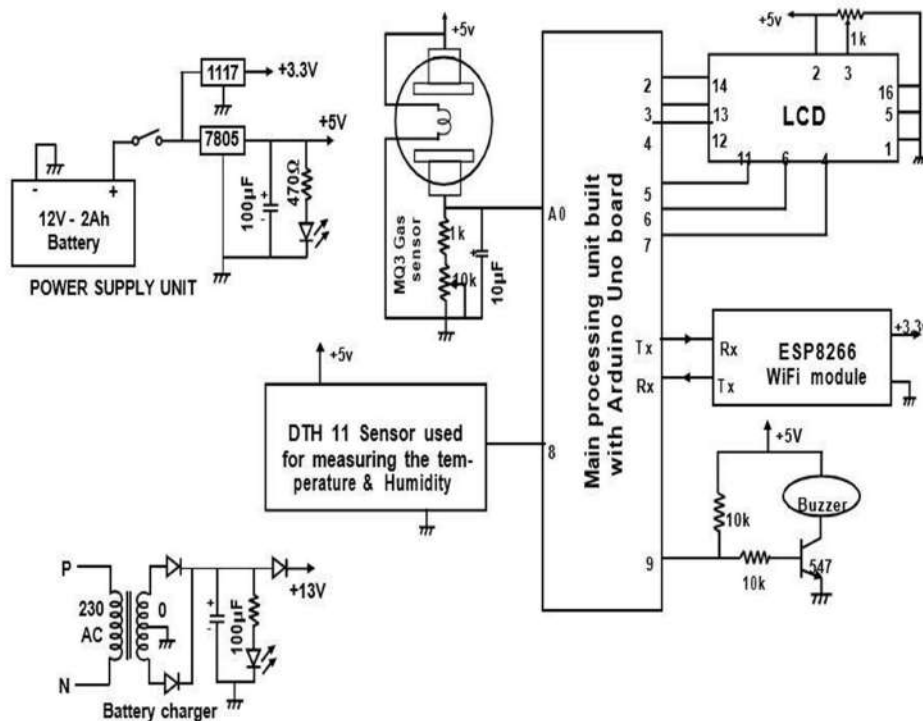 1117
+3.3V
7805
+5V
-
+
12V - 2Ah
Battery
100µF
+
-
470Ω
POWER SUPPLY UNIT
+5v
MQ3 Gas
sensor
1k
10k
+
-
10µF
+5v
DTH 11 Sensor used
for measuring the tem-
perature & Humidity
P
230
AC
N
0
+
-
100µF
+13V
Battery charger
Main processing unit built
with Arduino Uno board
A0
8
2
3
4
5
6
7
Tx
Rx
9
+5v
1k
2
3
14
13
12
LCD
16
5
1
11
6
4
Rx
Tx
ESP8266
WiFi module
+5V
10k
10k
Buzzer
547